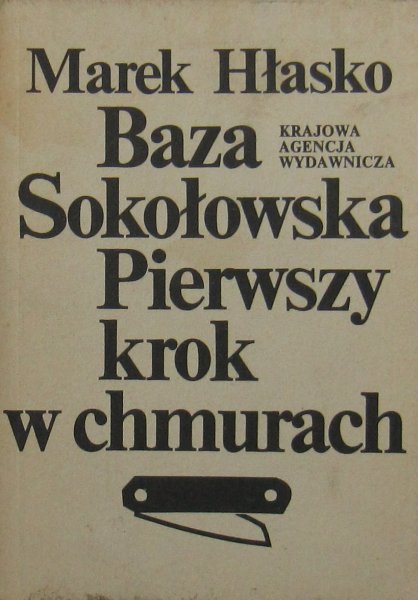 Marek Hłasko
Baza
KRAJOWA
AGENCJA
WYDAWNICZA
Sokołowska
Pierwszy
krok
w chmurach